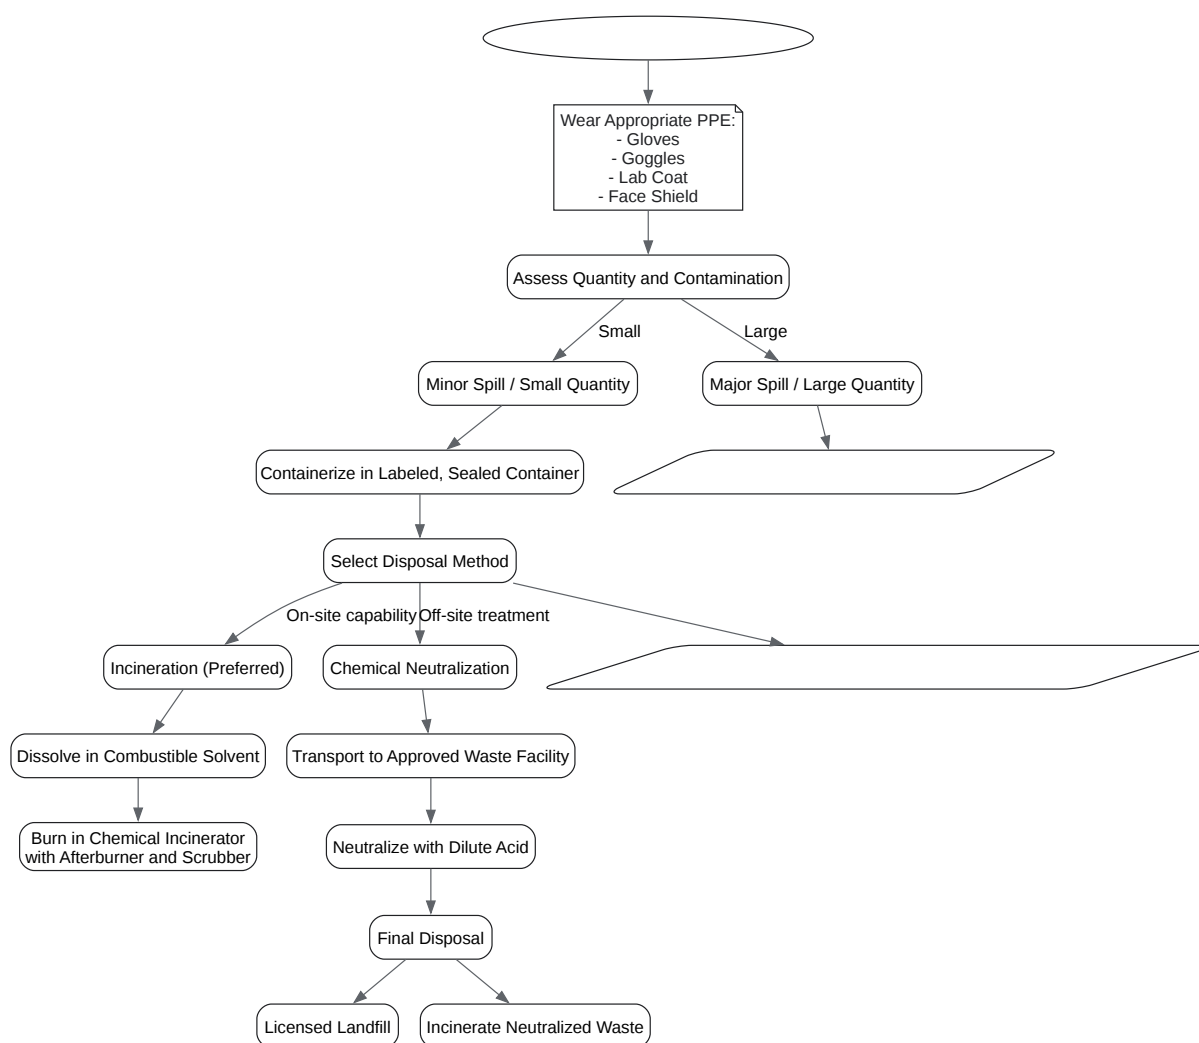 Wear Appropriate PPE:
- Gloves
- Goggles
- Lab Coat
- Face Shield
Assess Quantity and Contamination
Small
Large
Minor Spill / Small Quantity
Major Spill / Large Quantity
Containerize in Labeled, Sealed Container
Select Disposal Method
On-site capability
Off-site treatment
Incineration (Preferred)
Chemical Neutralization
Dissolve in Combustible Solvent
Transport to Approved Waste Facility
Burn in Chemical Incinerator
with Afterburner and Scrubber
Neutralize with Dilute Acid
Final Disposal
Licensed Landfill
Incinerate Neutralized Waste